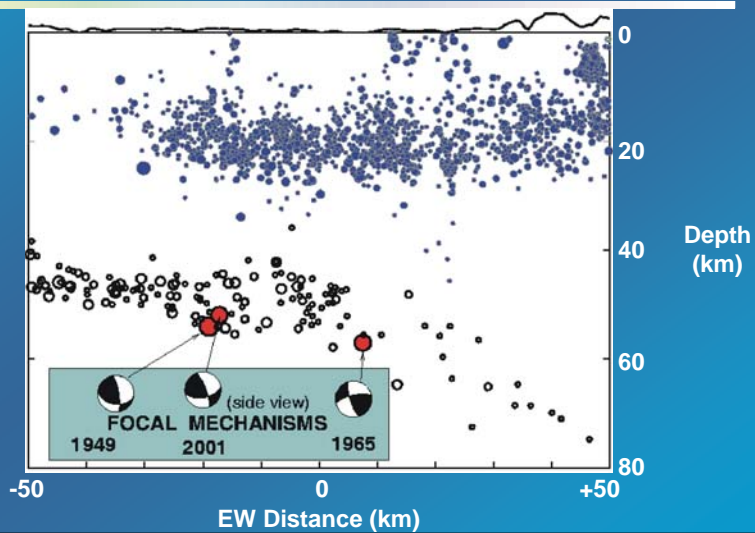 0
20
40
Depth
(km)
60
(side view)
FOCAL MECHANISMS
1949 2001 1965
80
-50 0 +50
EW Distance (km)